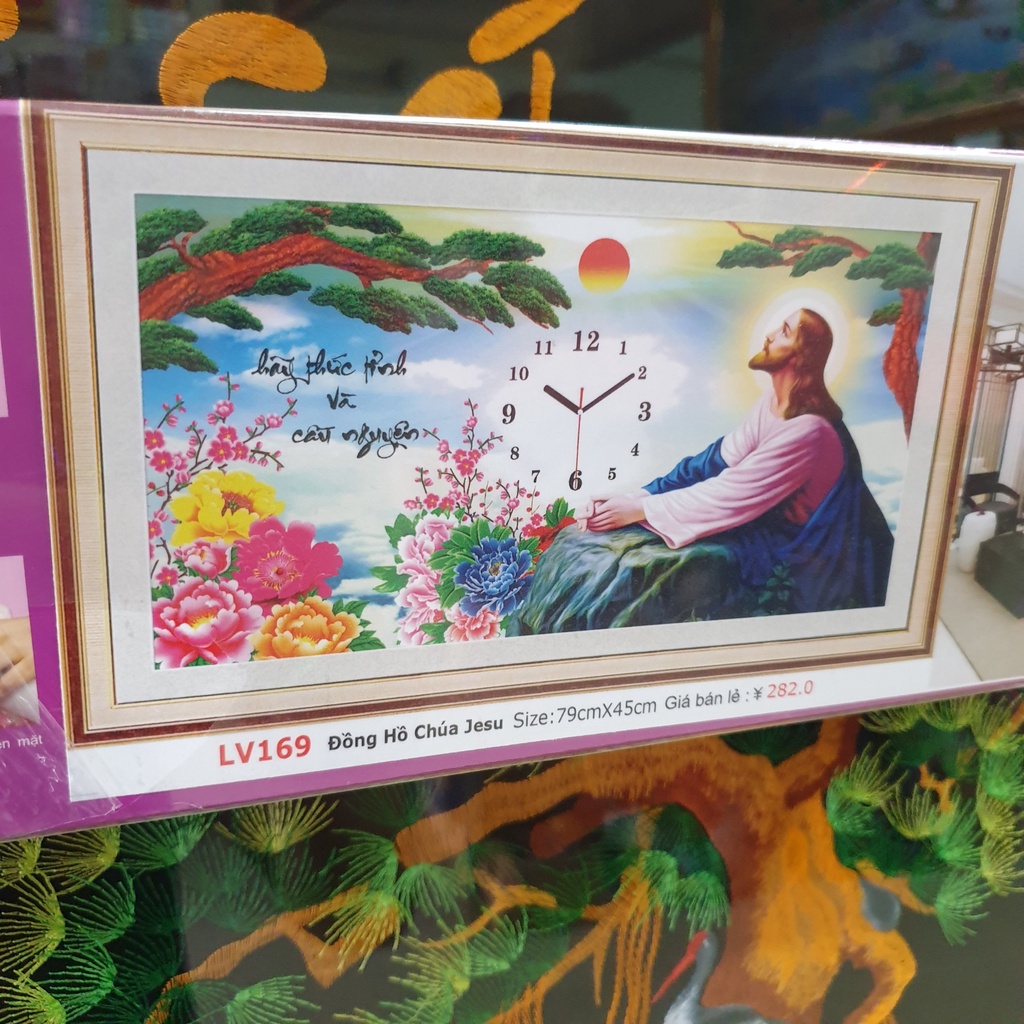 hãy thức tỉnh
và
cầu nguyện
11 12 1
10 2
9 3
8 4
7 6 5
LV169 Đồng Hồ Chúa Jesu Size:79cmX45cm Giá bán lẻ : ¥ 282.0